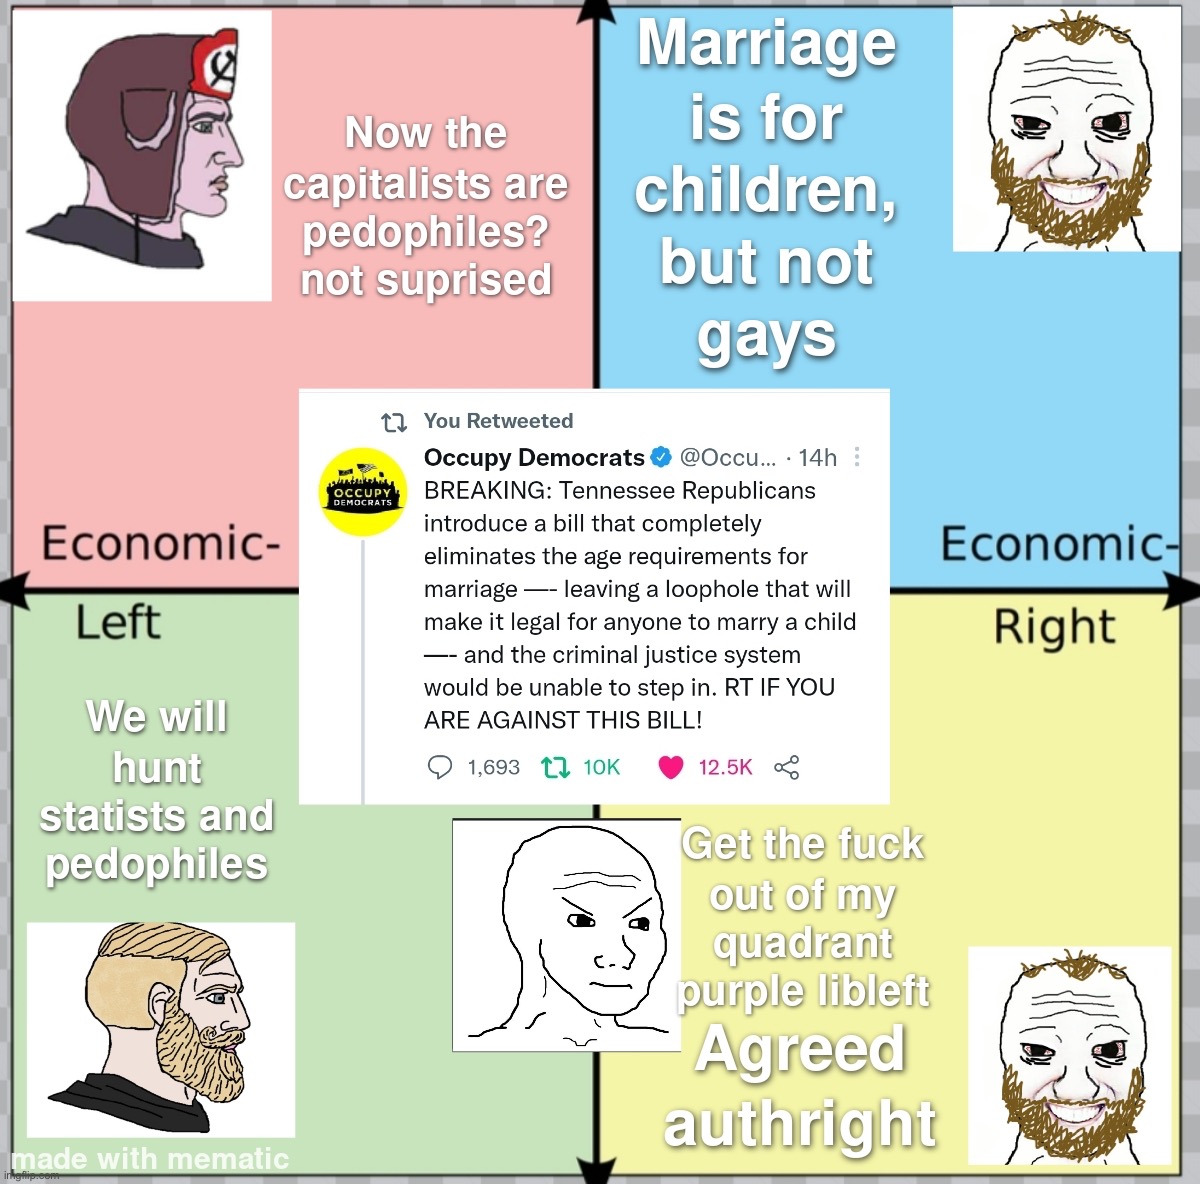 Now the
capitalists are
pedophiles?
not suprised
Marriage
is for
children,
but not
gays
Economic-
Economic-
Left
Right
You Retweeted
Occupy Democrats @Occu... · 14h
OCCUPY
DEMOCRATS
BREAKING: Tennessee Republicans
introduce a bill that completely
eliminates the age requirements for
marriage —-- leaving a loophole that will
make it legal for anyone to marry a child
—-- and the criminal justice system
would be unable to step in. RT IF YOU
ARE AGAINST THIS BILL!
1,693 10K 12.5K
We will
hunt
statists and
pedophiles
Get the fuck
out of my
quadrant
purple libleft
Agreed
authright
made with mematic
imgflip.com